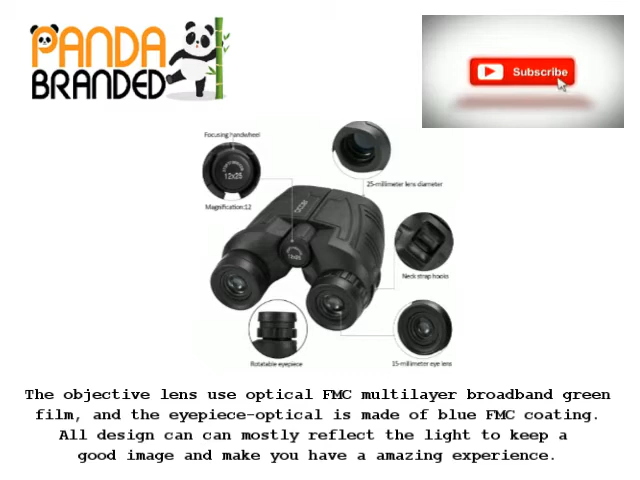 PANDA
BRANDED
Subscribe
Focusing handwheel
12x25
Magnification:12
25-millimeter lens diameter
Neck strap hooks
Rotatable eyepiece
15-millimeter eye lens
The objective lens use optical FMC multilayer broadband green
film, and the eyepiece-optical is made of blue FMC coating.
All design can can mostly reflect the light to keep a
good image and make you have a amazing experience.